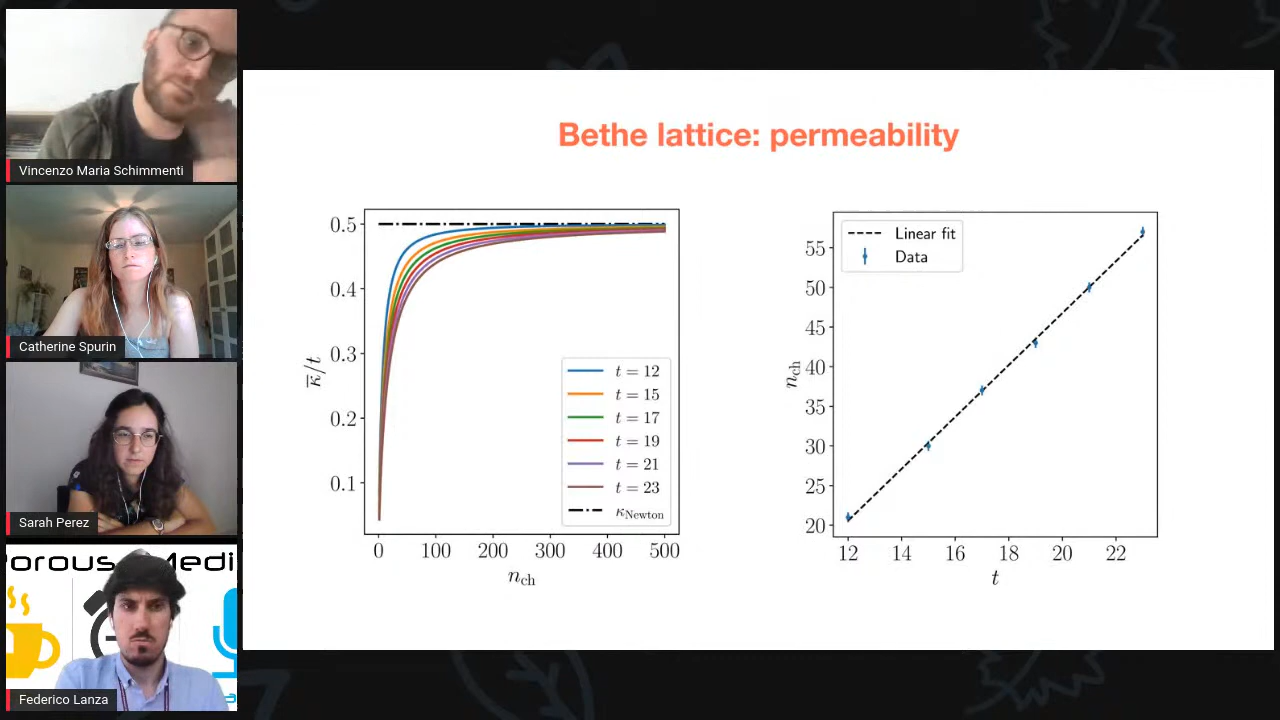 Vincenzo Maria Schimmenti
Catherine Spurin
Sarah Perez
Porous Medi
Federico Lanza
Bethe lattice: permeability
0.5
0.4
0.3
0.2
0.1
κ̅/t
t = 12
t = 15
t = 17
t = 19
t = 21
t = 23
κNewton
0 100 200 300 400 500
nch
Linear fit
Data
55
50
45
40
35
30
25
20
nch
12 14 16 18 20 22
t